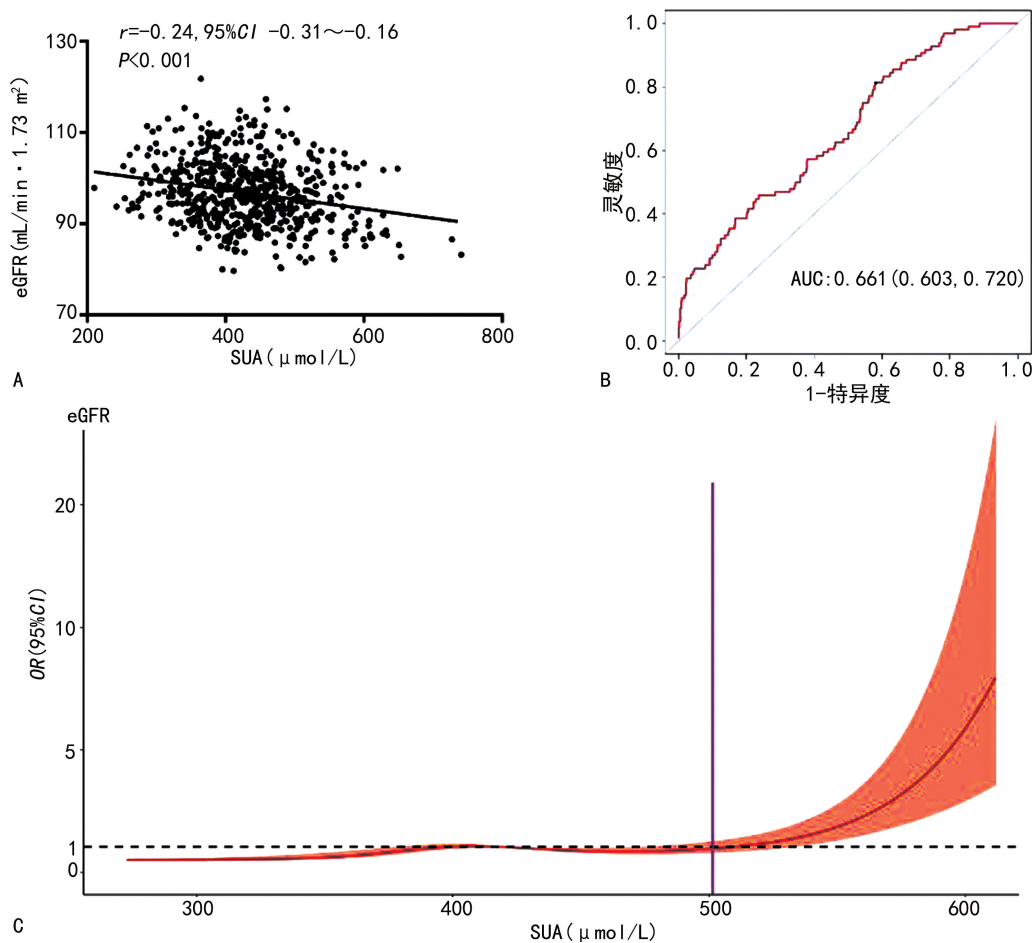 r=-0.24,95%CI -0.31～-0.16
P<0.001
130
110
90
70
eGFR(mL/min·1.73 m²)
200
400
600
800
SUA(μmol/L)
A
1.0
0.8
0.6
0.4
0.2
0.0
灵敏度
AUC:0.661(0.603,0.720)
0.0
0.2
0.4
0.6
0.8
1.0
1-特异度
B
eGFR
20
10
5
1
0
OR(95%CI)
300
400
500
600
SUA(μmol/L)
C